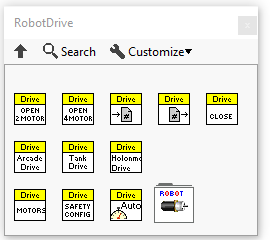 RobotDrive
Search
Customize
Drive Drive Drive Drive Drive
OPEN
2 MOTOR
OPEN
4 MOTOR
#
#
CLOSE
Drive Drive Drive
Arcade
Drive
Tank
Drive
Holonmc
Drive
Drive Drive Drive ROBOT
MOTORS
SAFETY
CONFIG
Auto